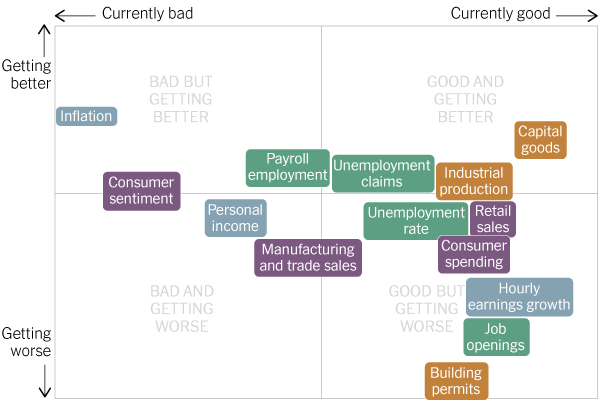 Currently bad
Currently good
Getting
better
BAD BUT
GETTING
BETTER
GOOD AND
GETTING
BETTER
Inflation
Capital
goods
Payroll
employment
Unemployment
claims
Industrial
production
Consumer
sentiment
Personal
income
Unemployment
rate
Retail
sales
Manufacturing
and trade sales
Consumer
spending
BAD AND
GETTING
WORSE
GOOD BUT
GETTING
WORSE
Hourly
earnings growth
Getting
worse
Job
openings
Building
permits